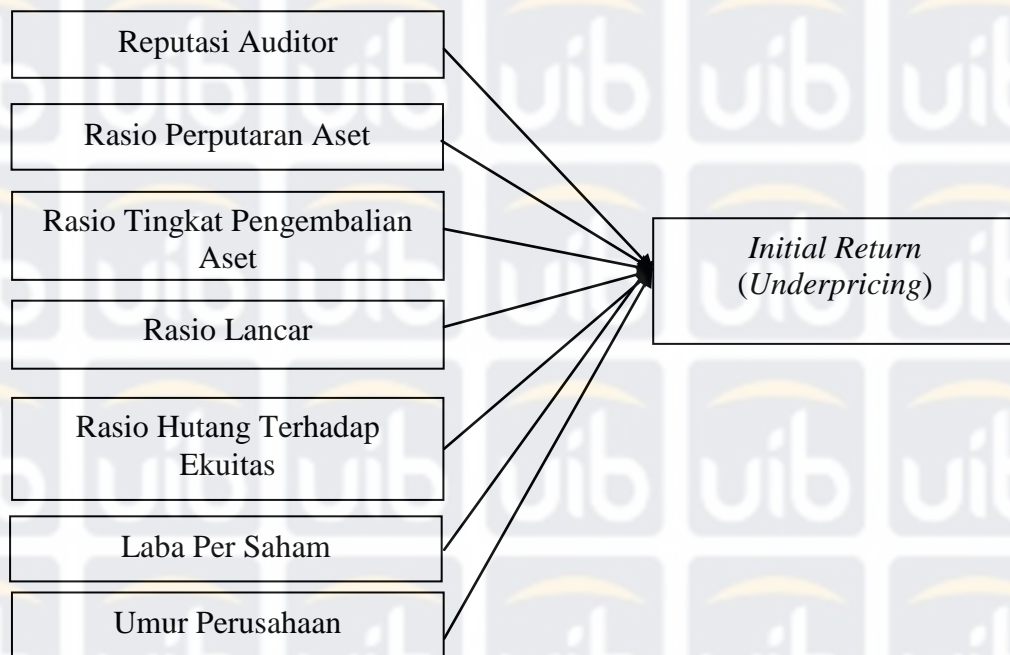 Reputasi Auditor
Rasio Perputaran Aset
Rasio Tingkat Pengembalian
Aset
Rasio Lancar
Rasio Hutang Terhadap
Ekuitas
Laba Per Saham
Umur Perusahaan
Initial Return
(Underpricing)
uib